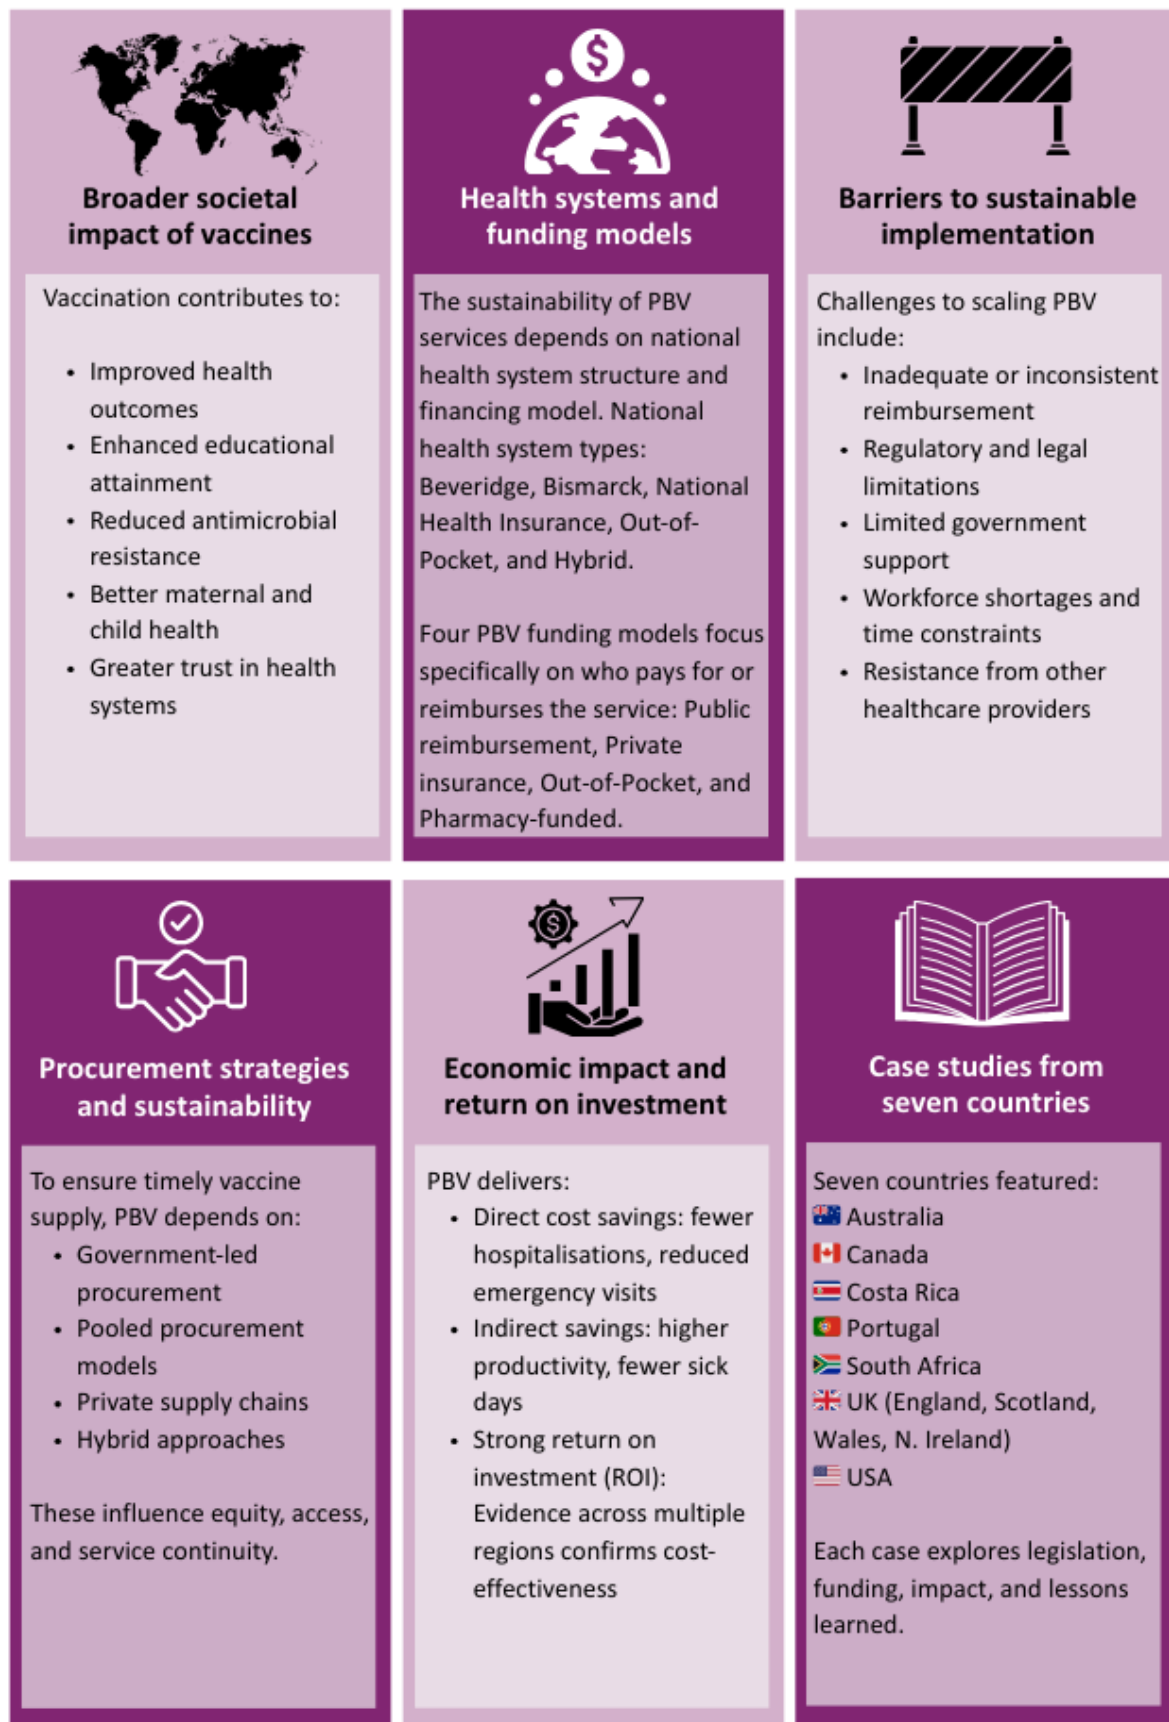 Broader societal
impact of vaccines
Vaccination contributes to:
• Improved health
outcomes
• Enhanced educational
attainment
• Reduced antimicrobial
resistance
• Better maternal and
child health
• Greater trust in health
systems
$
Health systems and
funding models
The sustainability of PBV
services depends on national
health system structure and
financing model. National
health system types:
Beveridge, Bismarck, National
Health Insurance, Out-of-
Pocket, and Hybrid.
Four PBV funding models focus
specifically on who pays for or
reimburses the service: Public
reimbursement, Private
insurance, Out-of-Pocket, and
Pharmacy-funded.
Barriers to sustainable
implementation
Challenges to scaling PBV
include:
• Inadequate or inconsistent
reimbursement
• Regulatory and legal
limitations
• Limited government
support
• Workforce shortages and
time constraints
• Resistance from other
healthcare providers
Procurement strategies
and sustainability
To ensure timely vaccine
supply, PBV depends on:
• Government-led
procurement
• Pooled procurement
models
• Private supply chains
• Hybrid approaches
These influence equity, access,
and service continuity.
$
Economic impact and
return on investment
PBV delivers:
• Direct cost savings: fewer
hospitalisations, reduced
emergency visits
• Indirect savings: higher
productivity, fewer sick
days
• Strong return on
investment (ROI):
Evidence across multiple
regions confirms cost-
effectiveness
Case studies from
seven countries
Seven countries featured:
Australia
Canada
Costa Rica
Portugal
South Africa
UK (England, Scotland,
Wales, N. Ireland)
USA
Each case explores legislation,
funding, impact, and lessons
learned.